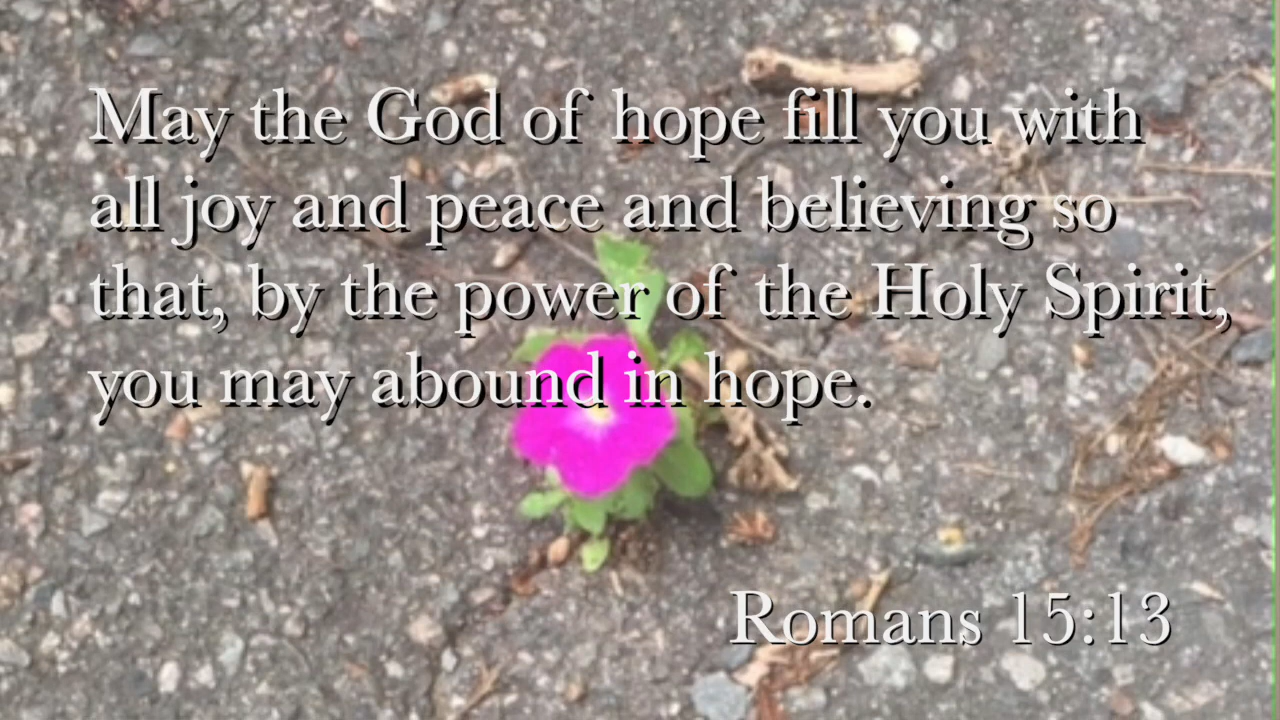 May the God of hope fill you with
all joy and peace and believing so
that, by the power of the Holy Spirit,
you may abound in hope.
Romans 15:13